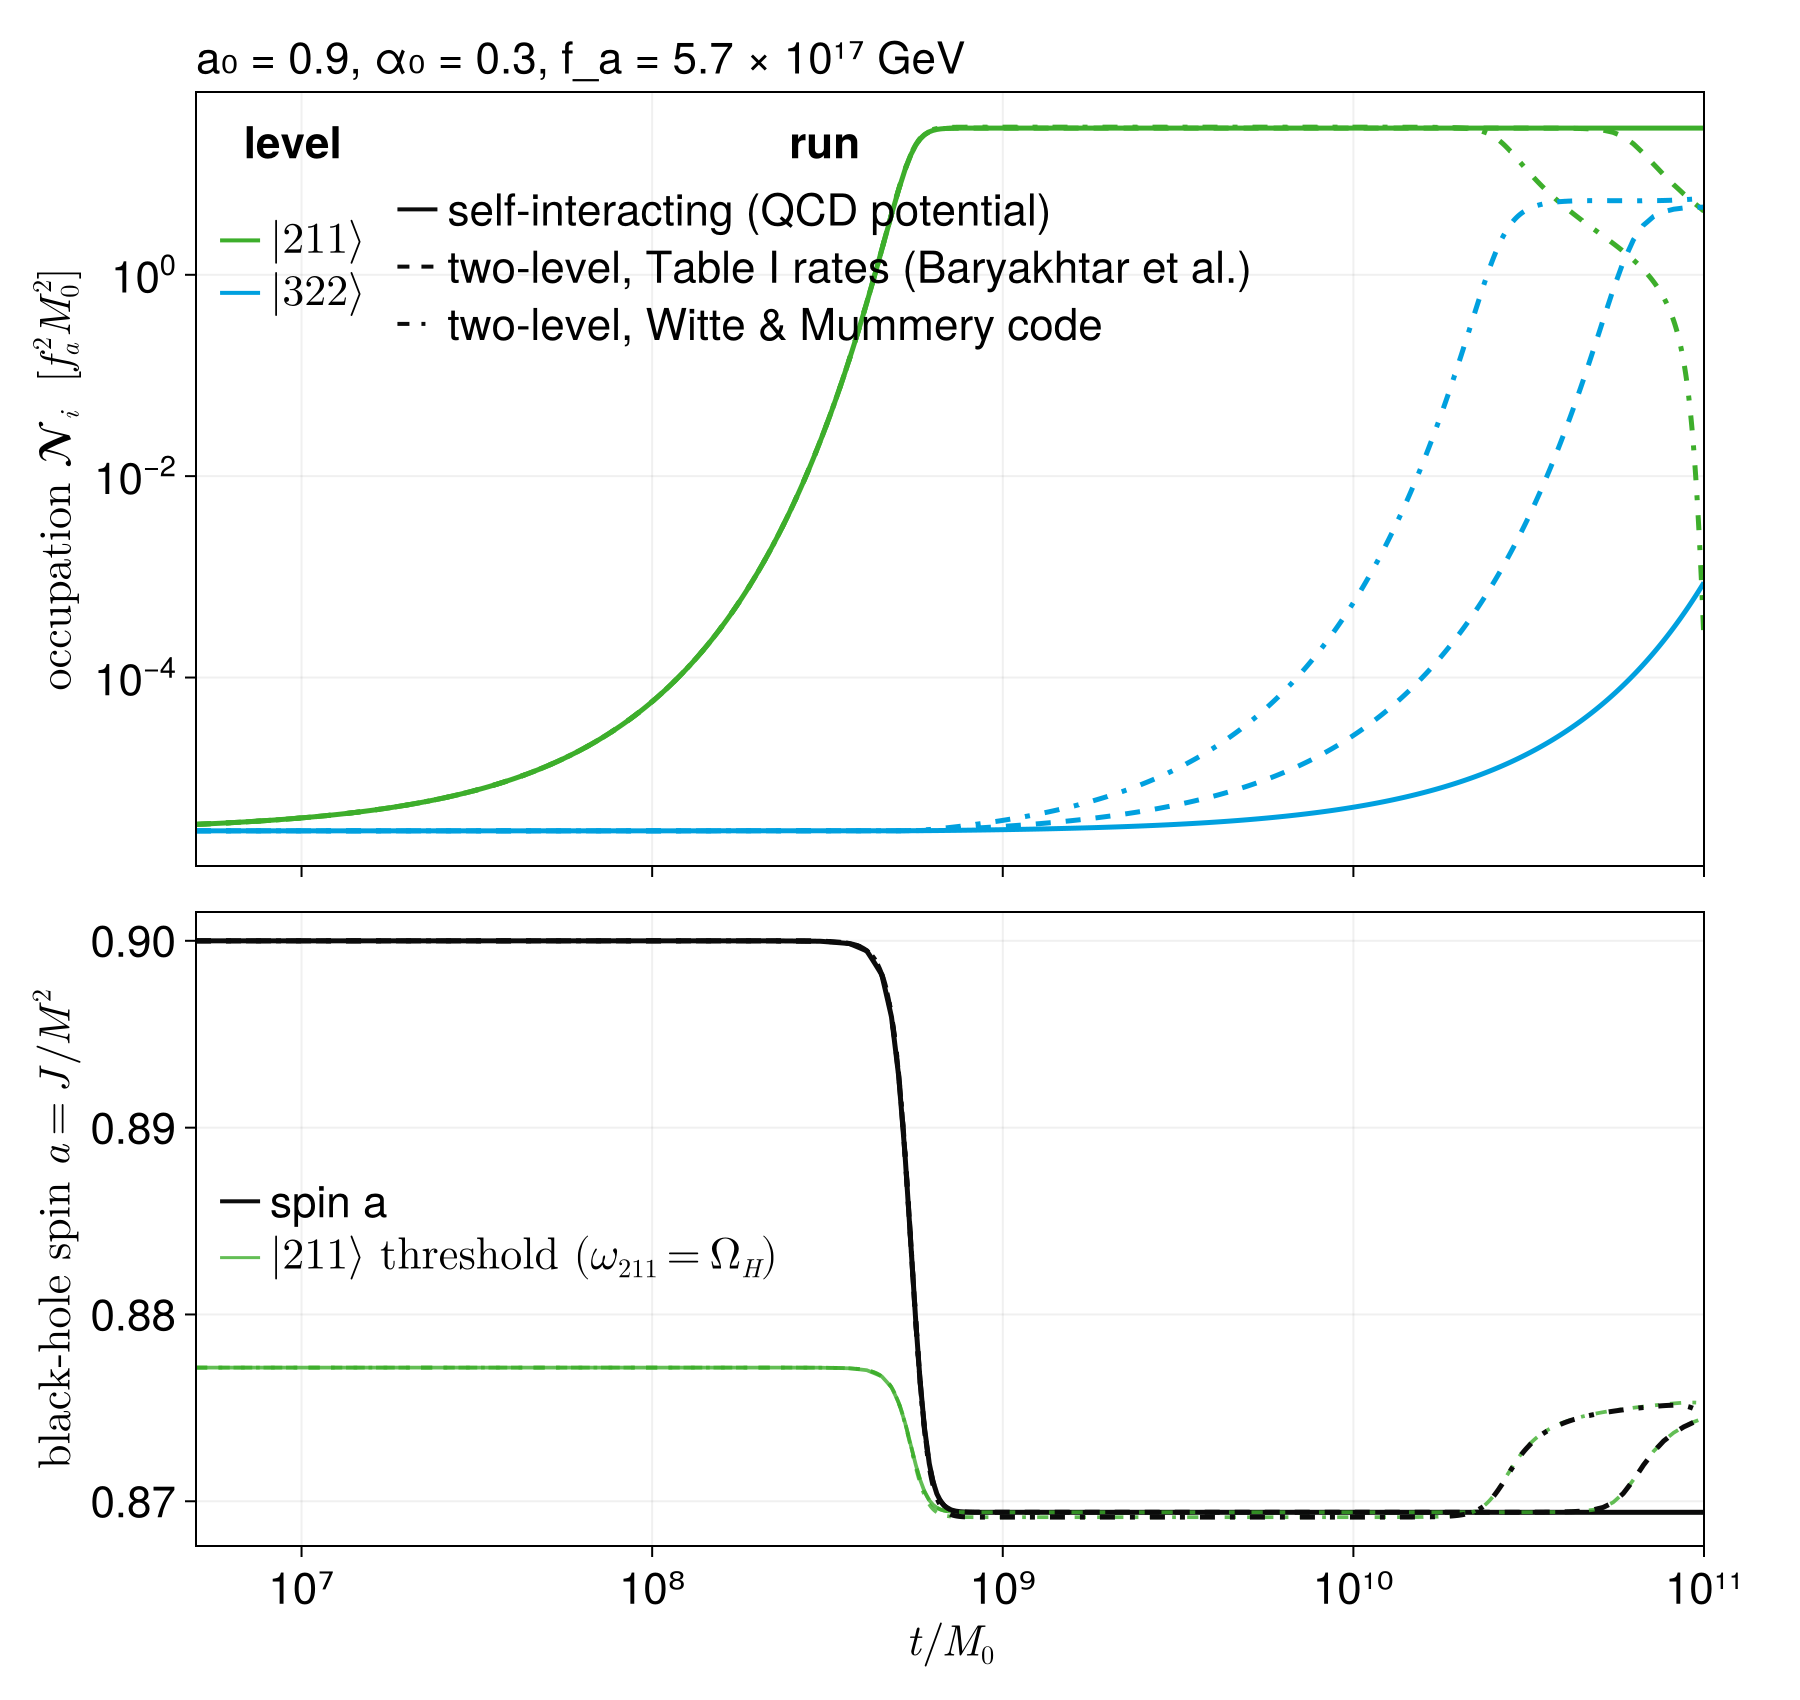 a₀ = 0.9, α₀ = 0.3, f_a = 5.7 × 10¹⁷ GeV
level
|211⟩
|322⟩
run
self-interacting (QCD potential)
two-level, Table I rates (Baryakhtar et al.)
two-level, Witte & Mummery code
occupation 𝒩ᵢ [f_a²M₀²]
10⁰
10⁻²
10⁻⁴
black-hole spin a = J/M²
0.90
0.89
0.88
0.87
spin a
|211⟩ threshold (ω₂₁₁ = Ω_H)
10⁷
10⁸
10⁹
10¹⁰
10¹¹
t/M₀